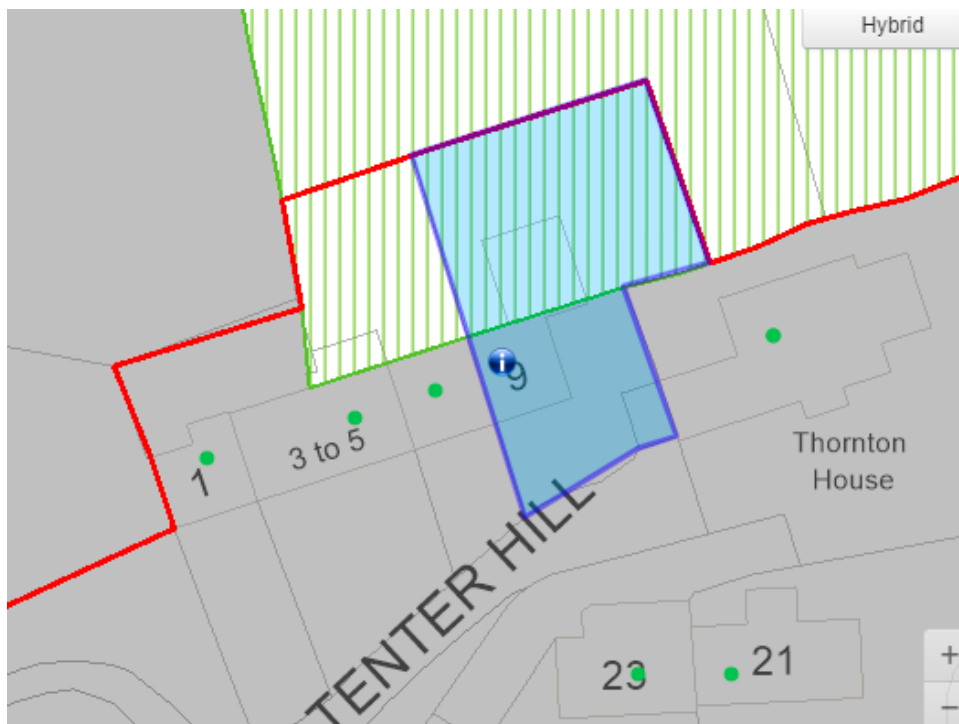 Hybrid
i
9
3 to 5
1
Thornton
House
TENTER HILL
23
21
+
−